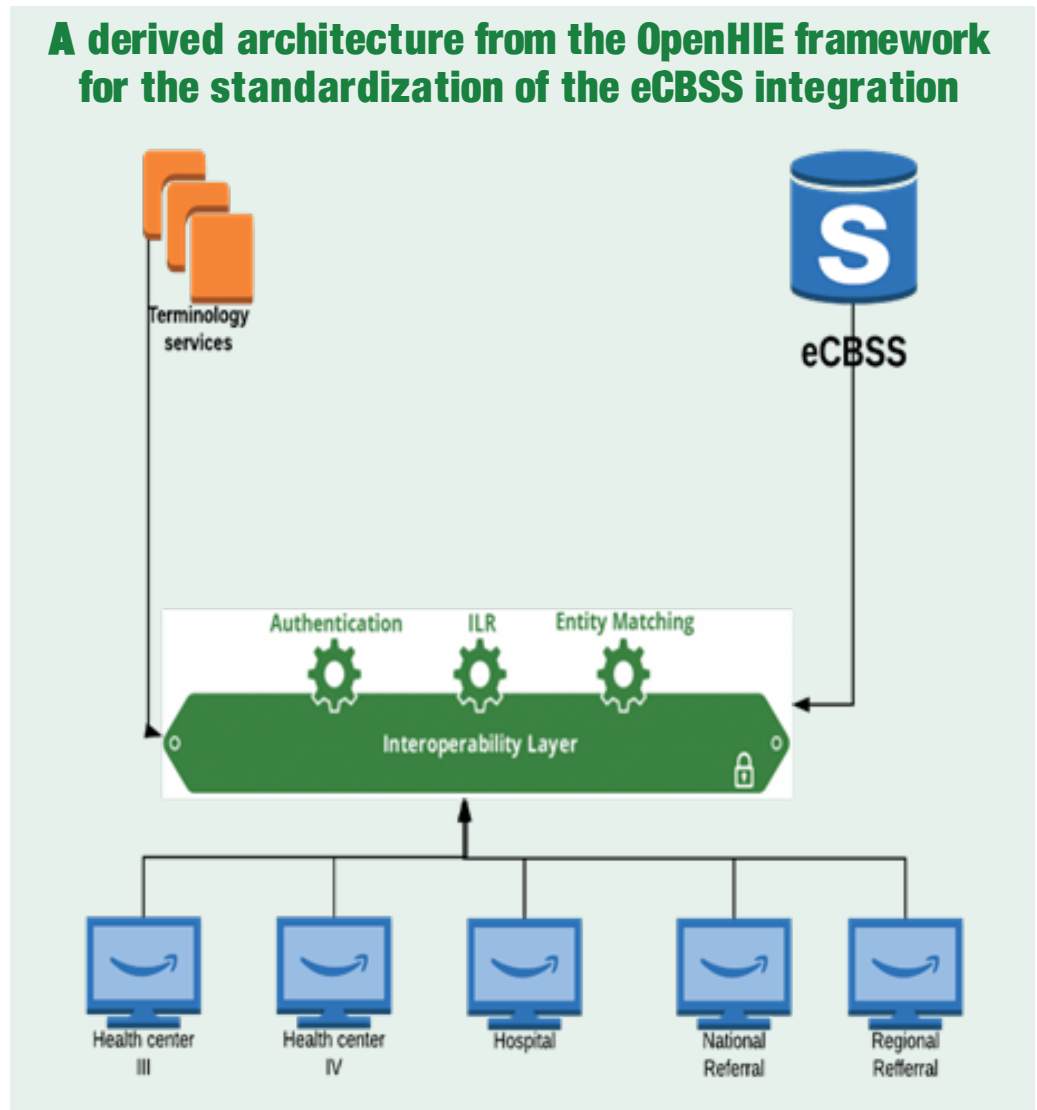 A derived architecture from the OpenHIE framework
for the standardization of the eCBSS integration
Terminology
services
S
eCBSS
Authentication
ILR
Entity Matching
Interoperability Layer
Health center
III
Health center
IV
Hospital
National
Referral
Regional
Refferral